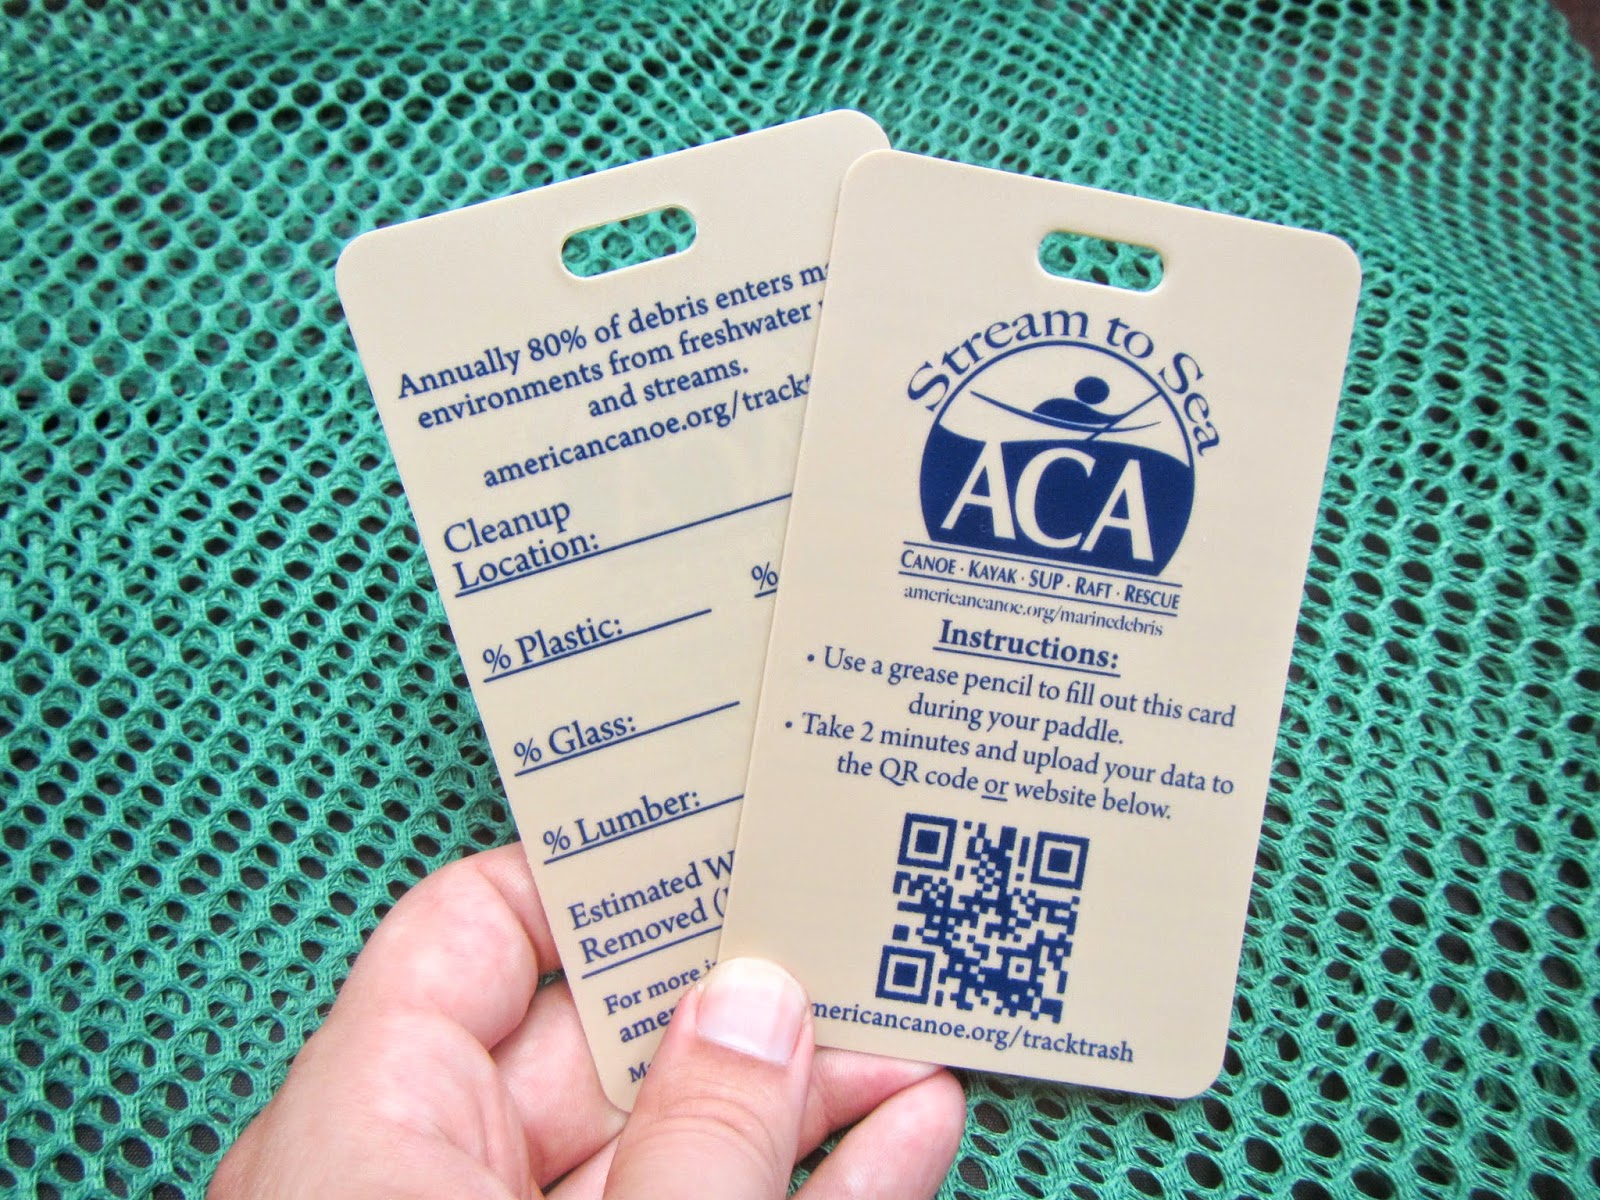 Annually 80% of debris enters
environments from freshwater
and streams.
americancanoe.org/
Cleanup
Location:
% Plastic:
%
% Glass:
% Lumber:
Estimated
Removed
For more
Stream to Sea
ACA
CANOE · KAYAK · SUP · RAFT · RESCUE
americancanoe.org/marinedebris
Instructions:
• Use a grease pencil to fill out this card
during your paddle.
• Take 2 minutes and upload your data to
the QR code or website below.
americancanoe.org/tracktrash